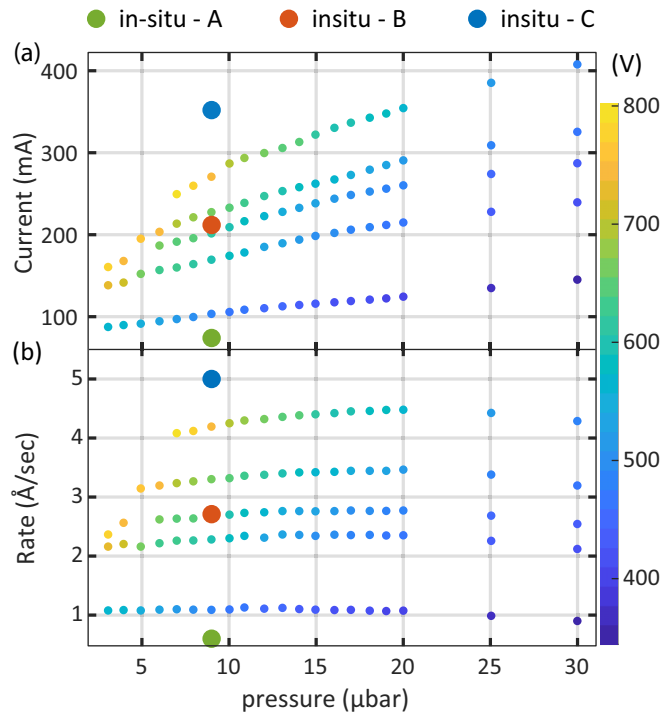 in-situ - A insitu - B insitu - C
(a) (V)
400
300
200
100
Current (mA)
800
700
600
500
400
(b)
5
4
3
2
1
Rate (Å/sec)
5 10 15 20 25 30
pressure (μbar)